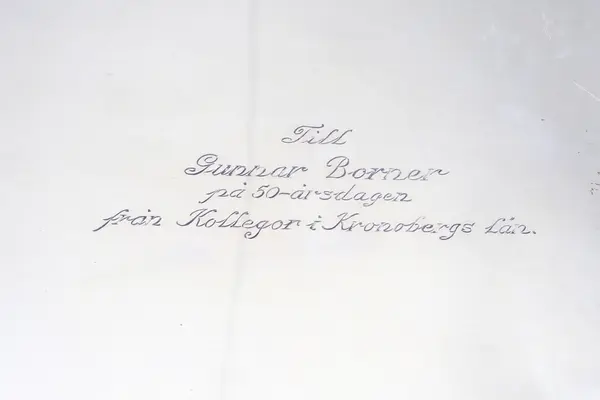 Till
Gunnar Borner
på 50-årsdagen
från Kollegor i Kronobergs Län.